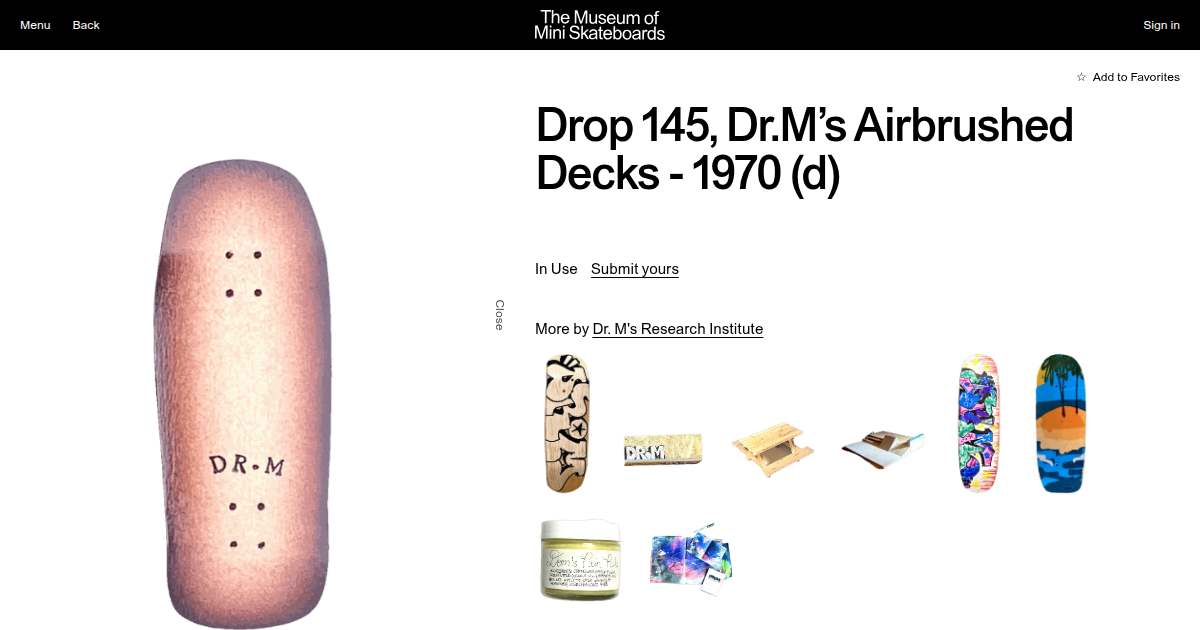 Menu
Back
The Museum of
Mini Skateboards
Sign in
☆ Add to Favorites
Drop 145, Dr.M’s Airbrushed
Decks - 1970 (d)
In Use
Submit yours
Close
More by Dr. M's Research Institute
DR•M
DR•M